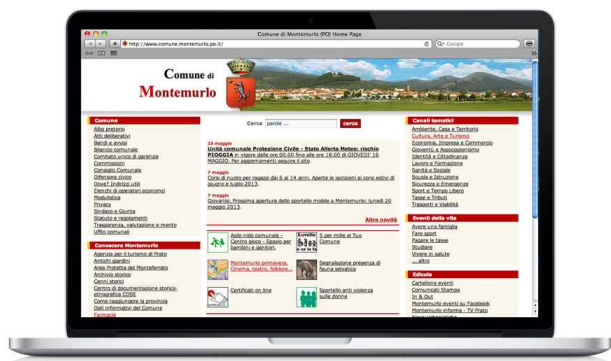 Comune di Montemurlo (PO) Home Page
http://www.comune.montemurlo.po.it/
Google
Comune di
Montemurlo
Comune
Albo pretorio
Atti deliberativi
Bandi e avvisi
Bilancio comunale
Comitato unico di garanzia
Commissioni
Consiglio Comunale
Difensore civico
Dove? Indirizzi utili
Elenchi di operatori economici
Modulistica
Privacy
Sindaco e Giunta
Statuto e regolamenti
Trasparenza, valutazione e merito
Uffici comunali
Conoscere Montemurlo
Agenzia per il turismo di Prato
Antichi giardini
Area Protetta del Monteferrato
Archivio storico
Cenni storici
Centro di documentazione storico-
etnografica CDSE
Come raggiungere la provincia
Dati informativi del Comune
Farmacie
Cerca parole ... cerca
15 maggio
Unità comunale Protezione Civile - Stato Allerta Meteo: rischio
PIOGGIA in vigore dalle ore 00.00 fino alle ore 18.00 di GIOVEDI' 16
MAGGIO. Per aggiornamenti seguire il sito.
7 maggio
Corsi di nuoto per ragazzi dai 6 ai 14 anni. Aperte le iscrizioni ai corsi estivi di
giugno e luglio 2013.
7 maggio
Giovanisì. Prossima apertura dello sportello mobile a Montemurlo: lunedì 20
maggio 2013.
Altre novità
Asilo nido comunale -
Centro gioco - Spazio per
bambini e genitori.
5 per mille al Tuo
Comune
Montemurlo primavera.
Cinema, teatro, folklore...
Segnalazione presenza di
fauna selvatica
Certificati on line
Sportello anti violenza
sulle donne
Canali tematici
Ambiente, Casa e Territorio
Cultura, Arte e Turismo
Economia, Imprese e Commercio
Gioventù e Associazionismo
Identità e Cittadinanza
Lavoro e Formazione
Sanità e Sociale
Scuola e Istruzione
Sicurezza e Emergenze
Sport e Tempo Libero
Tasse e Tributi
Trasporti e Viabilità
Eventi della vita
Avere una famiglia
Fare sport
Pagare le tasse
Studiare
Vivere in salute
... altro
Edicola
Cartellone eventi
Comunicati Stampa
In & Out
Montemurlo eventi su Facebook
Montemurlo informa - TV Prato